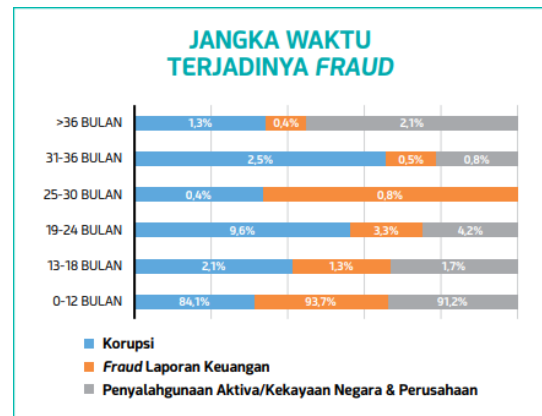 JANGKA WAKTU
TERJADINYA FRAUD
>36 BULAN 1,3% 0,4% 2,1%
31-36 BULAN 2,5% 0,5% 0,8%
25-30 BULAN 0,4% 0,8%
19-24 BULAN 9,6% 3,3% 4,2%
13-18 BULAN 2,1% 1,3% 1,7%
0-12 BULAN 84,1% 93,7% 91,2%
Korupsi
Fraud Laporan Keuangan
Penyalahgunaan Aktiva/Kekayaan Negara & Perusahaan